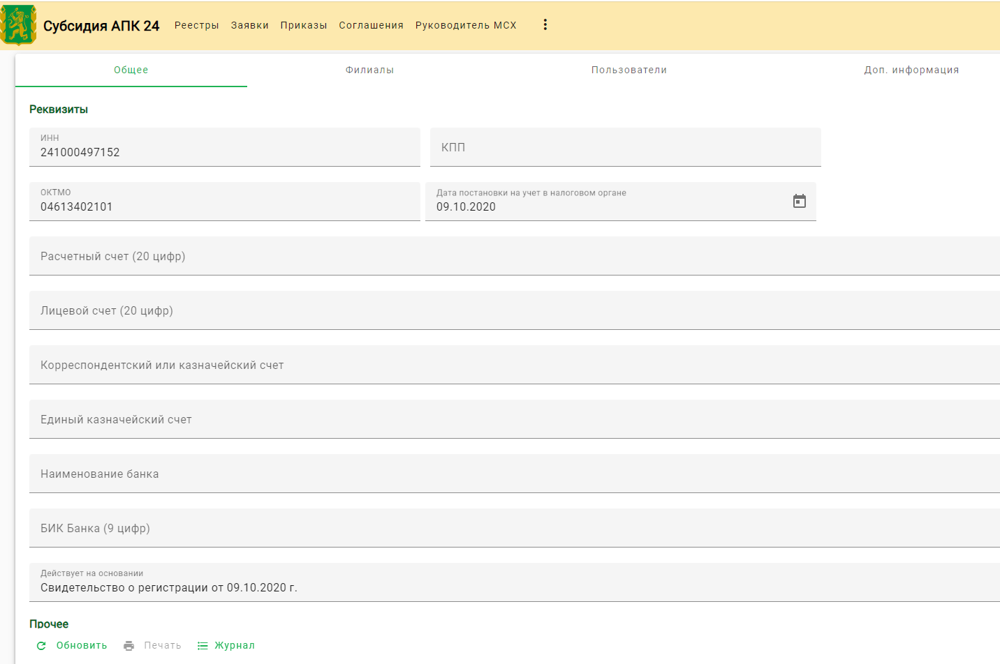 Субсидия АПК 24 Реестры Заявки Приказы Соглашения Руководитель МСХ
Общее Филиалы Пользователи Доп. информация
Реквизиты
ИНН
241000497152
КПП
ОКТМО
04613402101
Дата постановки на учет в налоговом органе
09.10.2020
Расчетный счет (20 цифр)
Лицевой счет (20 цифр)
Корреспондентский или казначейский счет
Единый казначейский счет
Наименование банка
БИК Банка (9 цифр)
Действует на основании
Свидетельство о регистрации от 09.10.2020 г.
Прочее
Обновить Печать Журнал